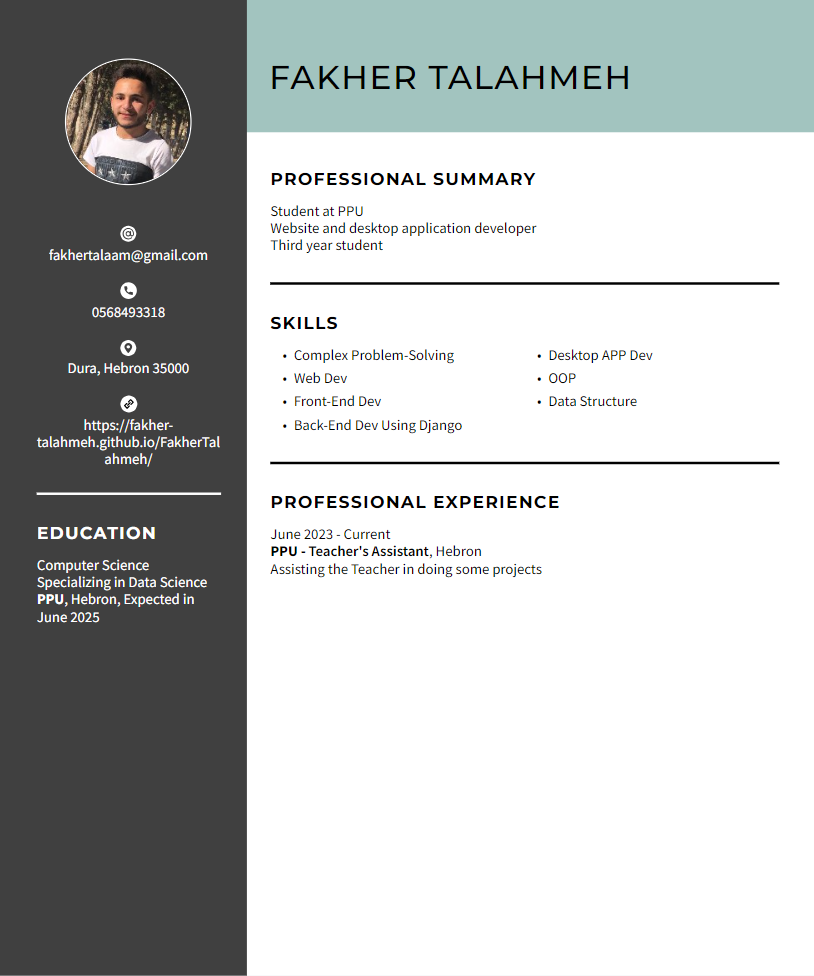 FAKHER TALAHMEH
fakhertalaam@gmail.com
0568493318
Dura, Hebron 35000
https://fakher-
talahmeh.github.io/FakherTal
ahmeh/
EDUCATION
Computer Science
Specializing in Data Science
PPU, Hebron, Expected in
June 2025
PROFESSIONAL SUMMARY
Student at PPU
Website and desktop application developer
Third year student
SKILLS
• Complex Problem-Solving
• Web Dev
• Front-End Dev
• Back-End Dev Using Django
• Desktop APP Dev
• OOP
• Data Structure
PROFESSIONAL EXPERIENCE
June 2023 - Current
PPU - Teacher's Assistant, Hebron
Assisting the Teacher in doing some projects